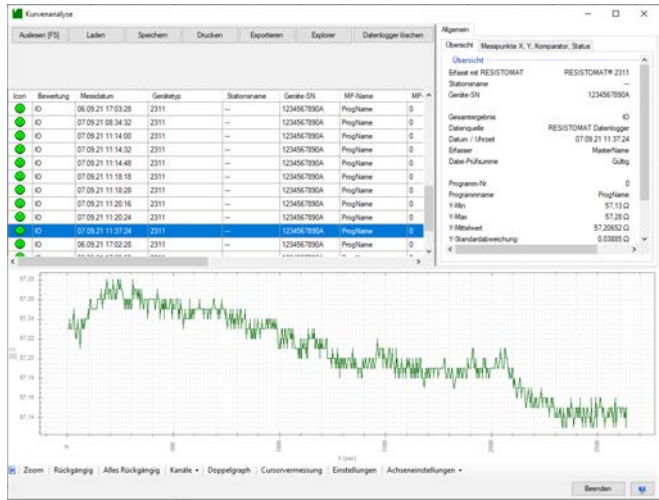 Kurvenanalyse
Auslesen [F5] Laden Speichern Drucken Exportieren Explorer Datenlogger löschen
Icon Bewertung Messdatum Gerätetyp Stationsname Geräte-SN MP-Name MP-
IO 06.09.21 17:03:28 2311 -- 1234567890A ProgName 0
IO 07.09.21 08:34:32 2311 -- 1234567890A ProgName 0
IO 07.09.21 11:14:00 2311 -- 1234567890A ProgName 0
IO 07.09.21 11:14:32 2311 -- 1234567890A ProgName 0
IO 07.09.21 11:14:48 2311 -- 1234567890A ProgName 0
IO 07.09.21 11:18:18 2311 -- 1234567890A ProgName 0
IO 07.09.21 11:18:28 2311 -- 1234567890A ProgName 0
IO 07.09.21 11:20:16 2311 -- 1234567890A ProgName 0
IO 07.09.21 11:20:24 2311 -- 1234567890A ProgName 0
IO 07.09.21 11:37:24 2311 -- 1234567890A ProgName 0
IO 06.09.21 17:02:28 2311 -- 1234567890A ProgName 0
Allgemein
Übersicht Messpunkte X, Y, Komparator, Status
Übersicht
Erfasst mit RESISTOMAT RESISTOMAT® 2311
Stationsname --
Geräte-SN 1234567890A
Gesamtergebnis IO
Datenquelle RESISTOMAT Datenlogger
Datum / Uhrzeit 07.09.21 11:37:24
Erfasser MasterName
Datei-Prüfsumme Gültig
Programm-Nr. 0
Programmname ProgName
Y-Min 57,13 Ω
Y-Max 57,28 Ω
Y-Mittelwert 57,20652 Ω
Y-Standardabweichung 0,03885 Ω
57,28
57,26
57,24
57,22
57,20
57,18
57,16
57,14
0 500 1000 1500 2000 2500
X [sec]
Zoom Rückgängig Alles Rückgängig Kanäle Doppelgraph Cursorvermessung Einstellungen Achseneinstellungen
Beenden